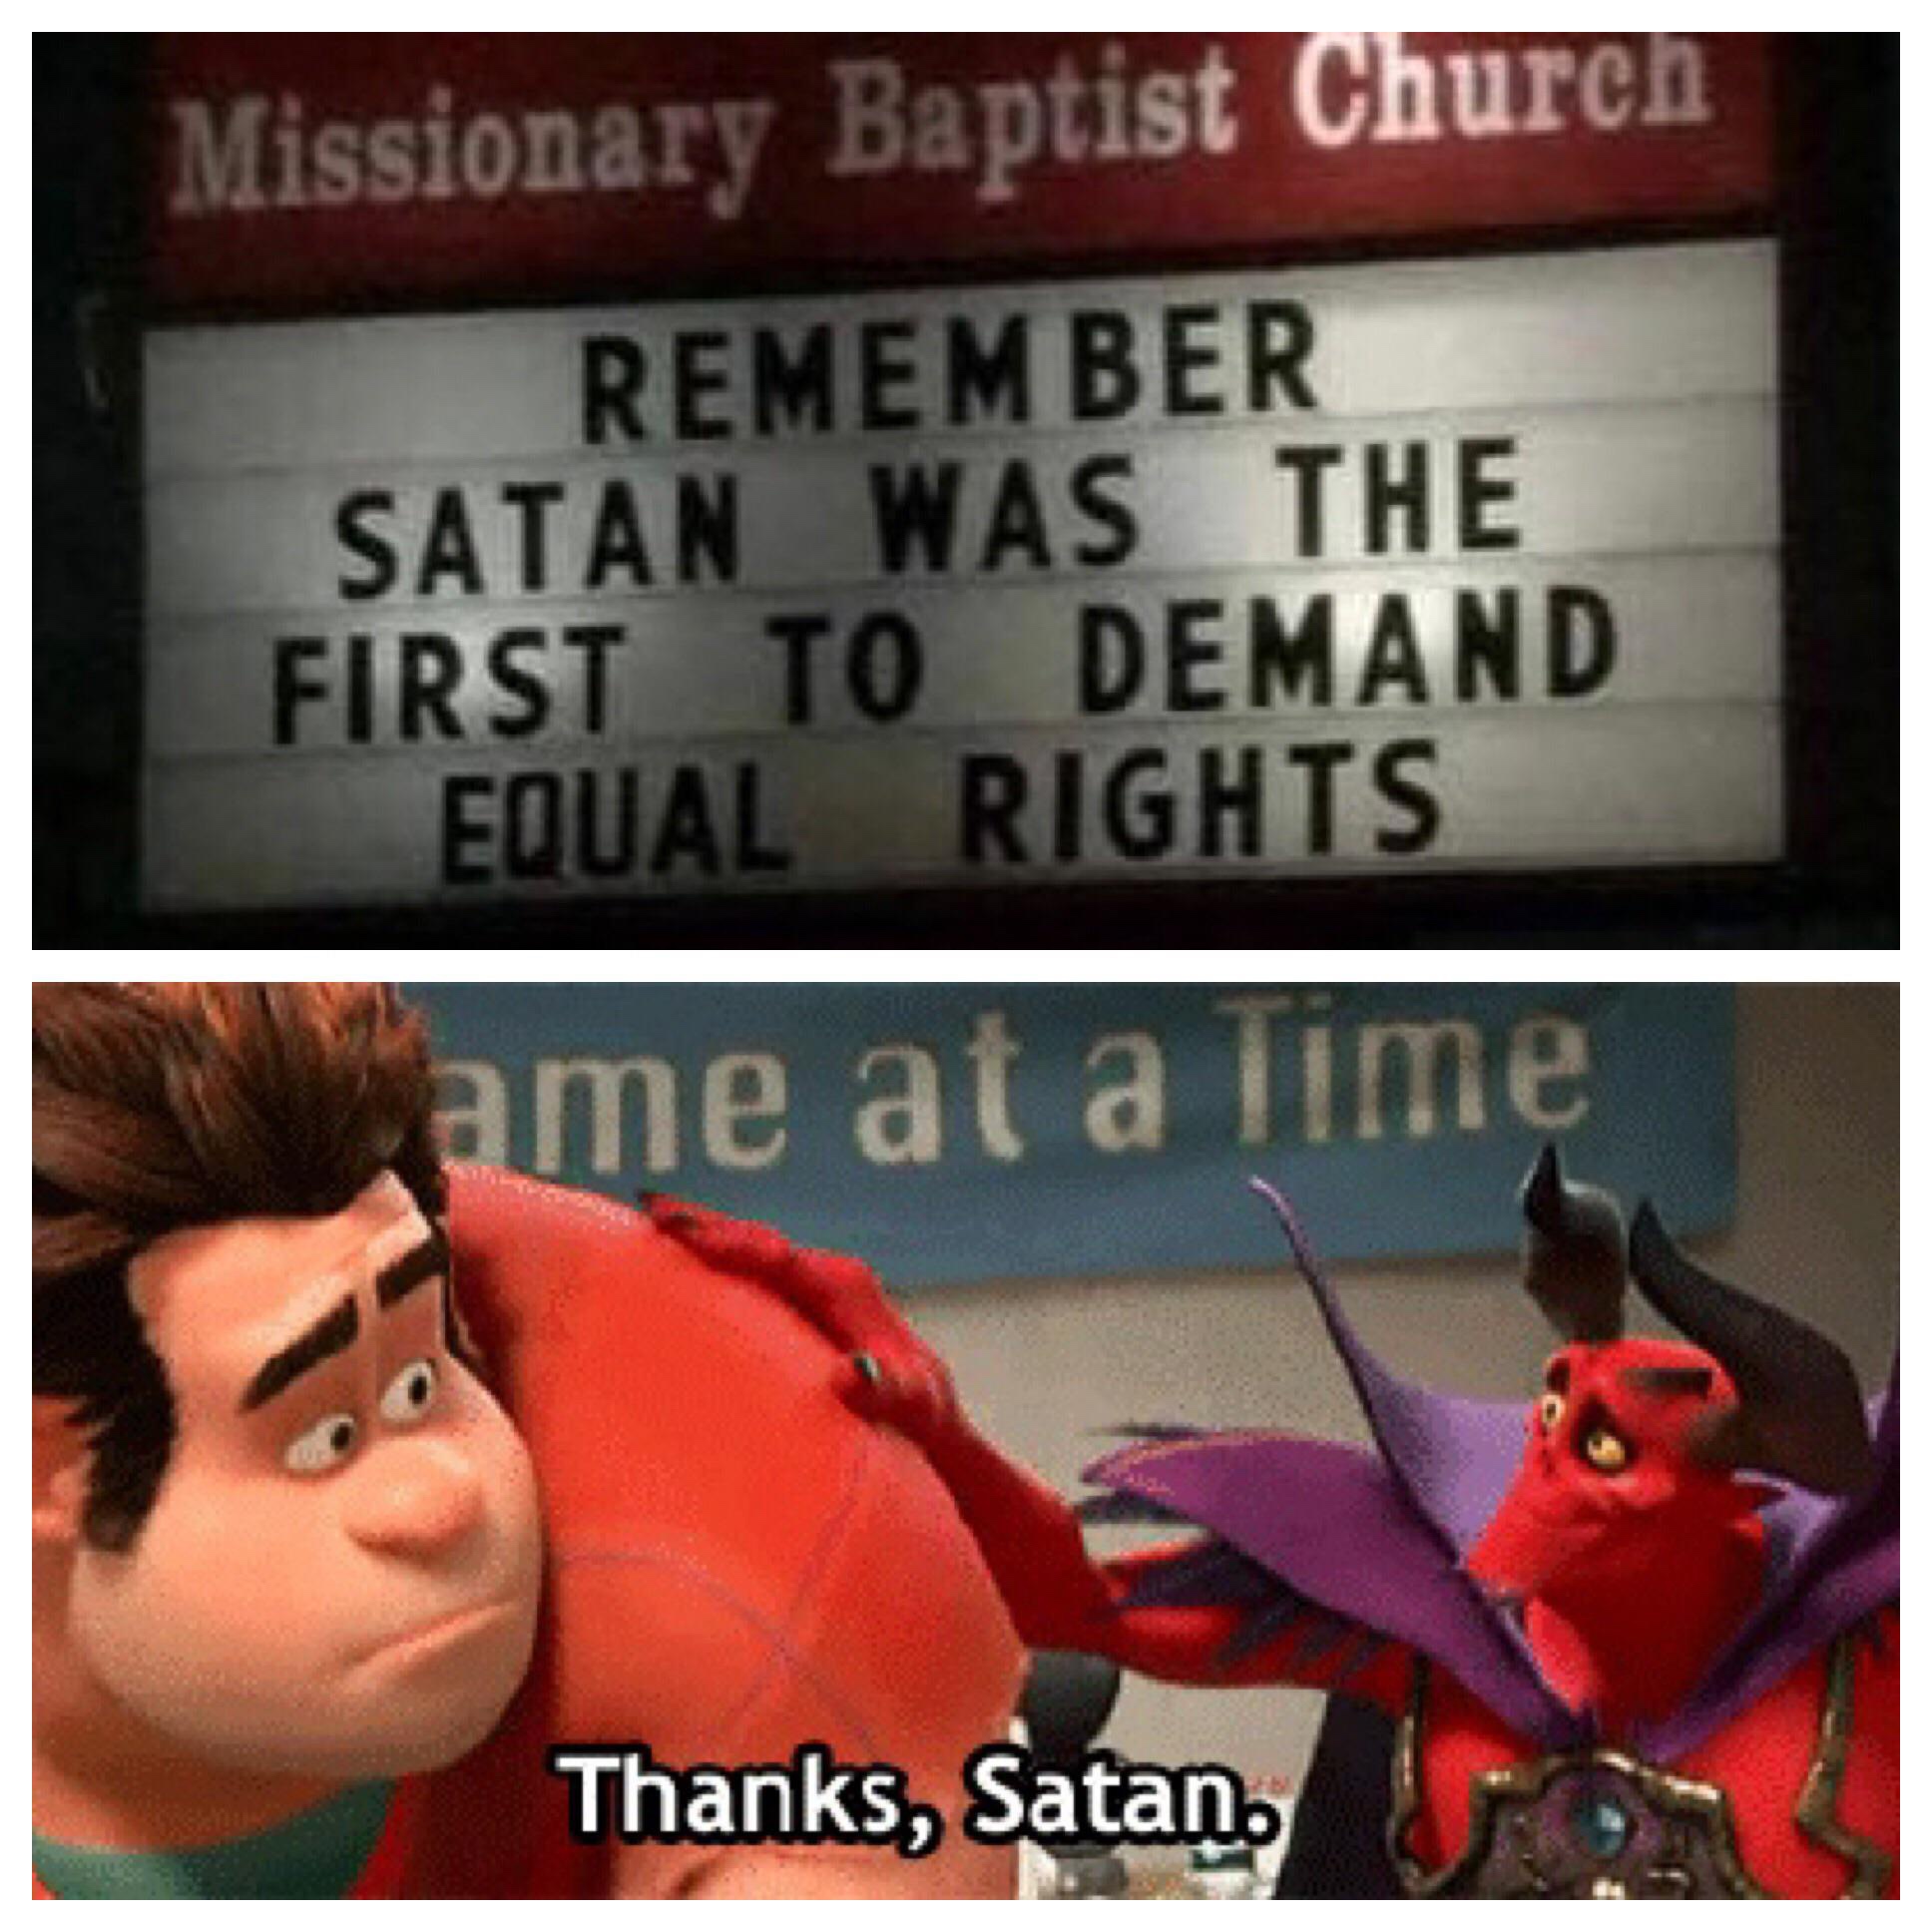 Missionary Baptist Church
REMEMBER
SATAN WAS THE
FIRST TO DEMAND
EQUAL RIGHTS
ame at a Time
Thanks, Satan.